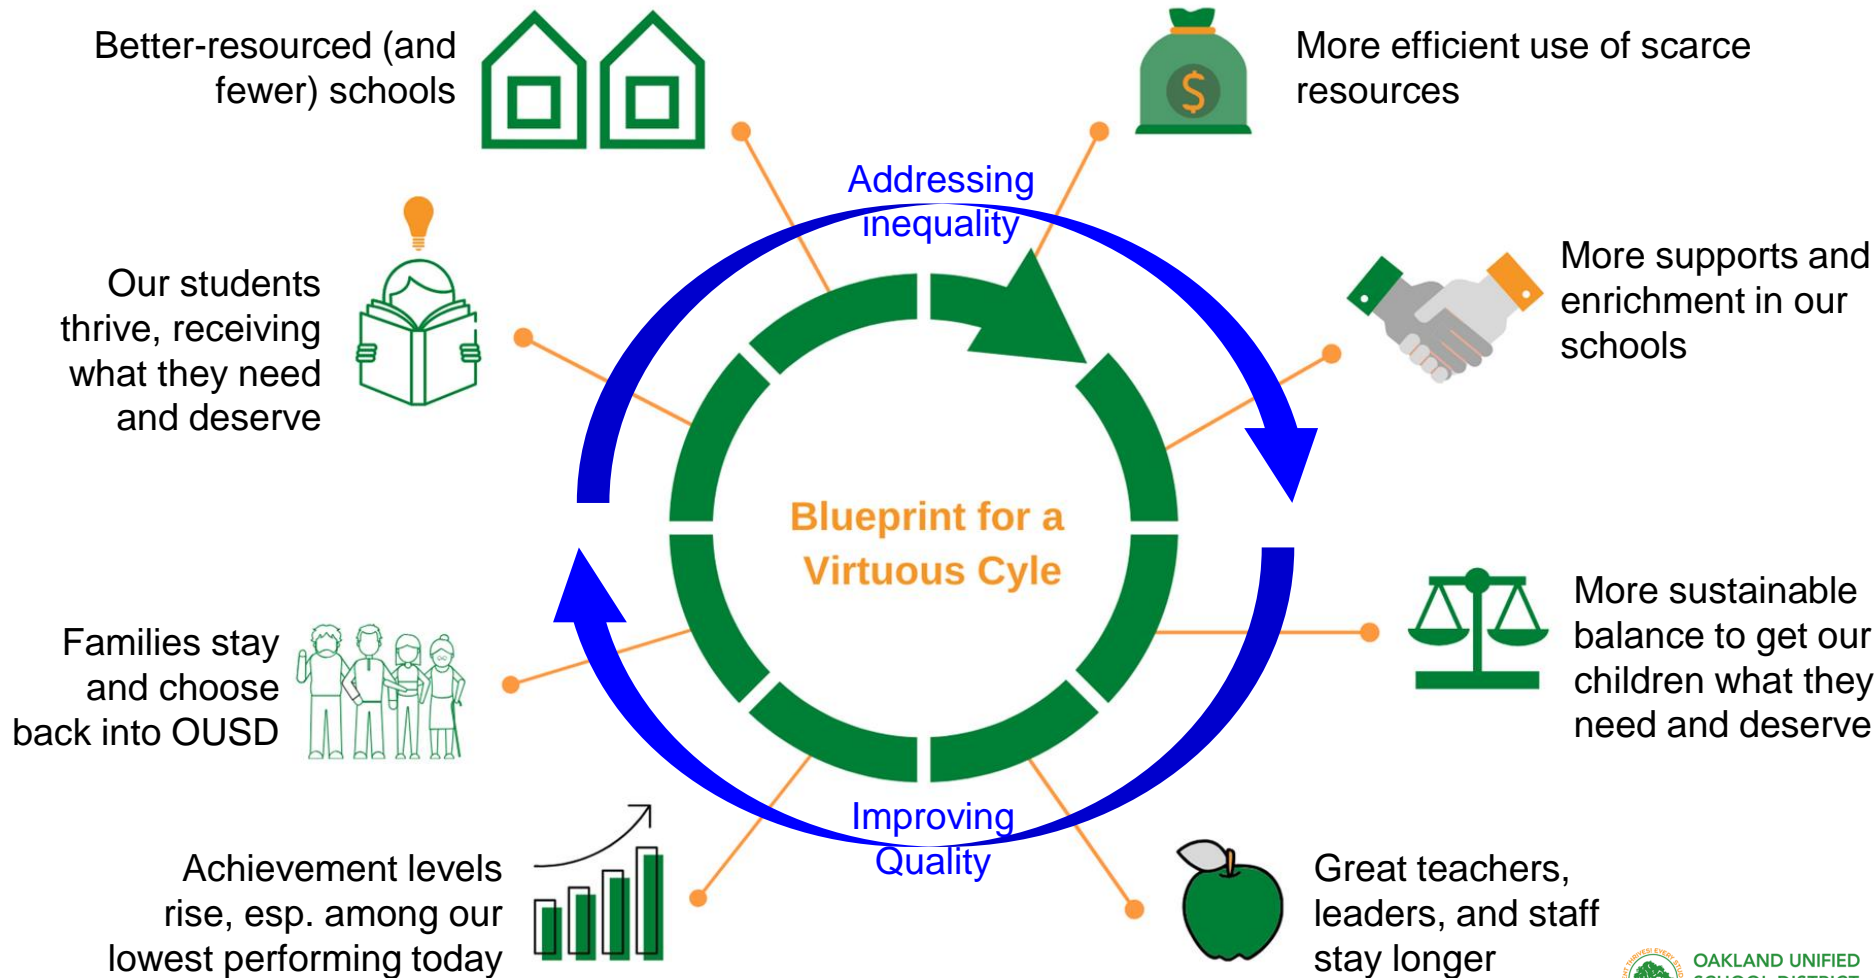 Better-resourced (and
fewer) schools
$
More efficient use of scarce
resources
Addressing
inequality
Our students
thrive, receiving
what they need
and deserve
More supports and
enrichment in our
schools
Blueprint for a
Virtuous Cyle
Families stay
and choose
back into OUSD
More sustainable
balance to get our
children what they
need and deserve
Improving
Quality
Achievement levels
rise, esp. among our
lowest performing today
Great teachers,
leaders, and staff
stay longer
OAKLAND UNIFIED
SCHOOL DISTRICT